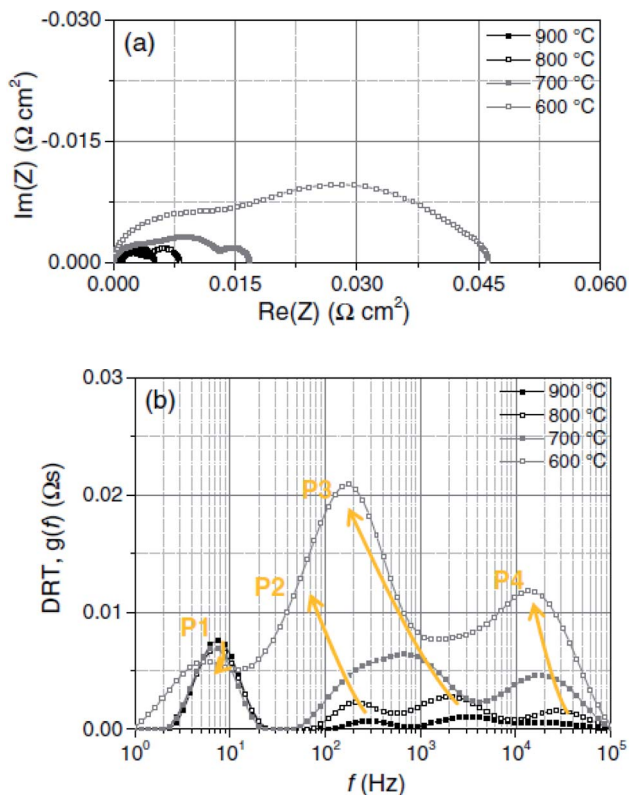 (a)
900 °C
800 °C
700 °C
600 °C
-0.030
-0.015
0.000
Im(Z) (Ω cm²)
0.000 0.015 0.030 0.045 0.060
Re(Z) (Ω cm²)
(b)
900 °C
800 °C
700 °C
600 °C
0.03
0.02
0.01
0.00
DRT, g(f) (Ωs)
P1
P2
P3
P4
10⁰ 10¹ 10² 10³ 10⁴ 10⁵
f (Hz)